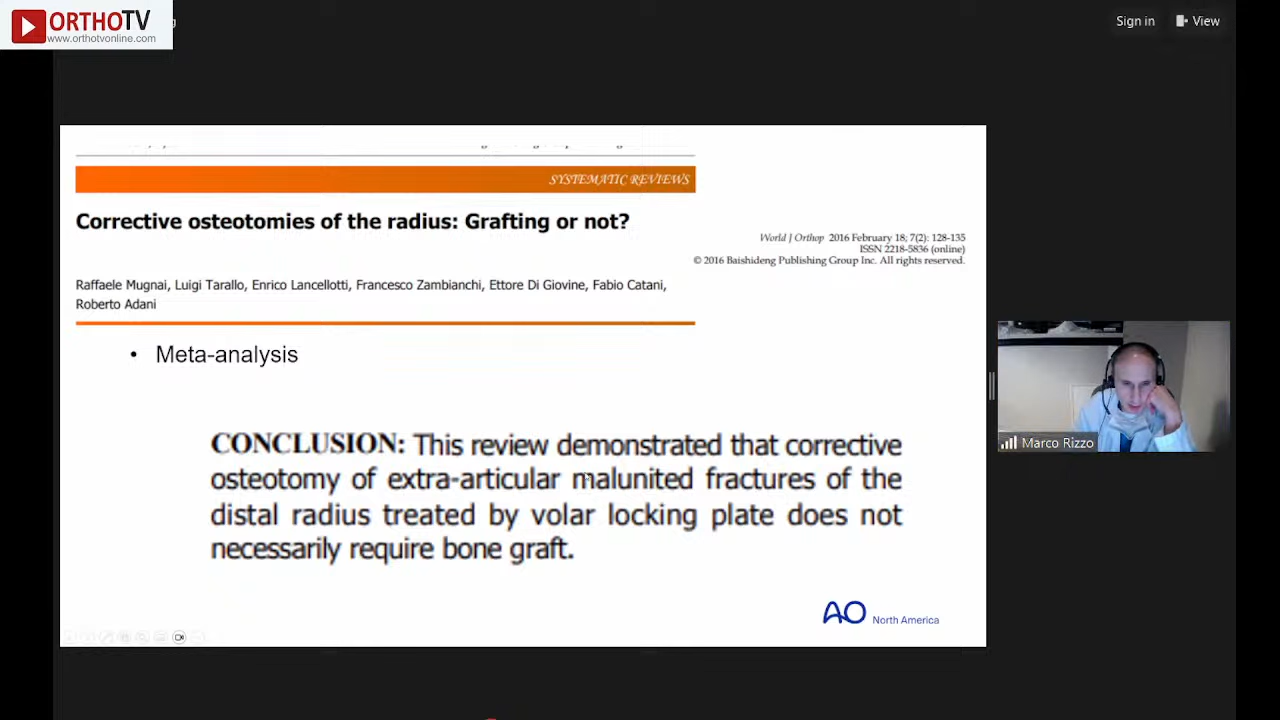 ORTHOTV
www.orthotvonline.com
Sign in
View
SYSTEMATIC REVIEWS
Corrective osteotomies of the radius: Grafting or not?
World J Orthop 2016 February 18; 7(2): 128-135
ISSN 2218-5836 (online)
© 2016 Baishideng Publishing Group Inc. All rights reserved.
Raffaele Mugnai, Luigi Tarallo, Enrico Lancellotti, Francesco Zambianchi, Ettore Di Giovine, Fabio Catani,
Roberto Adani
• Meta-analysis
CONCLUSION: This review demonstrated that corrective
osteotomy of extra-articular malunited fractures of the
distal radius treated by volar locking plate does not
necessarily require bone graft.
Marco Rizzo
AO North America